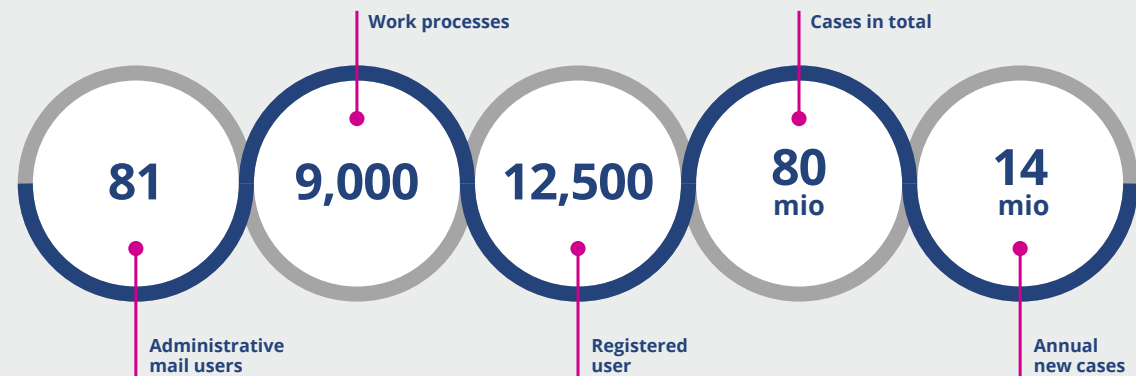 Work processes
Cases in total
81
9,000
12,500
80
mio
14
mio
Administrative
mail users
Registered
user
Annual
new cases